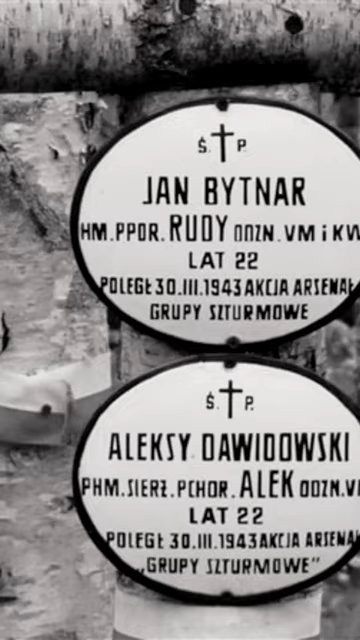 Ś. P.
JAN BYTNAR
HM.PPOR. RUDY ODZN. VM i KW
LAT 22
POLEGŁ 30.III.1943 AKCJA ARSENAŁ
GRUPY SZTURMOWE
Ś. P.
ALEKSY DAWIDOWSKI
PHM.SIERŻ.PCHOR. ALEK ODZN.V
LAT 22
POLEGŁ 30.III.1943 AKCJA ARSENAŁ
„GRUPY SZTURMOWE”